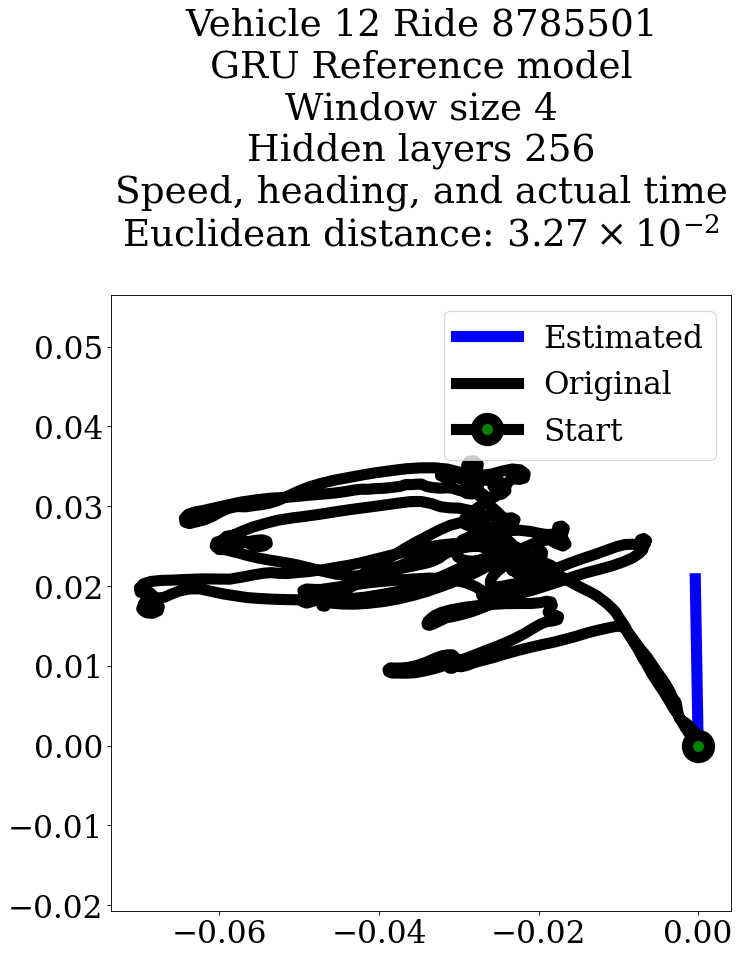 Vehicle 12 Ride 8785501
GRU Reference model
Window size 4
Hidden layers 256
Speed, heading, and actual time
Euclidean distance: 3.27 × 10⁻²
Estimated
Original
Start
0.05
0.04
0.03
0.02
0.01
0.00
−0.01
−0.02
−0.06 −0.04 −0.02 0.00